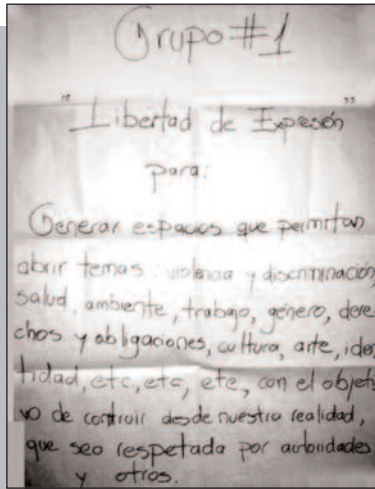 Grupo #1
"Libertad de Expresión"
para:
Generar espacios que permitan
abrir temas: violencia y discriminación,
salud, ambiente, trabajo, género, dere
chos y obligaciones, cultura, arte, iden
tidad, etc, etc, etc, con el objeti
vo de contruir desde nuestra realidad,
que sea respetada por autoridades
y otros.